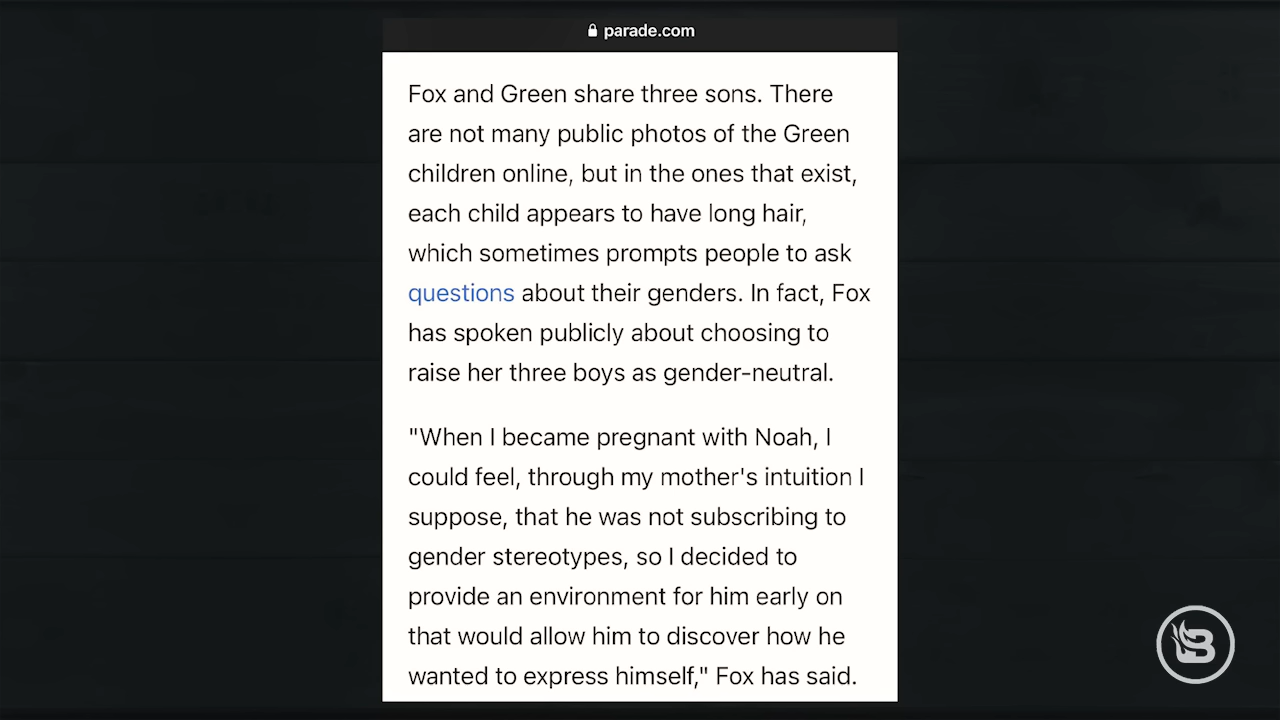 parade.com
Fox and Green share three sons. There
are not many public photos of the Green
children online, but in the ones that exist,
each child appears to have long hair,
which sometimes prompts people to ask
questions about their genders. In fact, Fox
has spoken publicly about choosing to
raise her three boys as gender-neutral.
"When I became pregnant with Noah, I
could feel, through my mother's intuition I
suppose, that he was not subscribing to
gender stereotypes, so I decided to
provide an environment for him early on
that would allow him to discover how he
wanted to express himself," Fox has said.
B